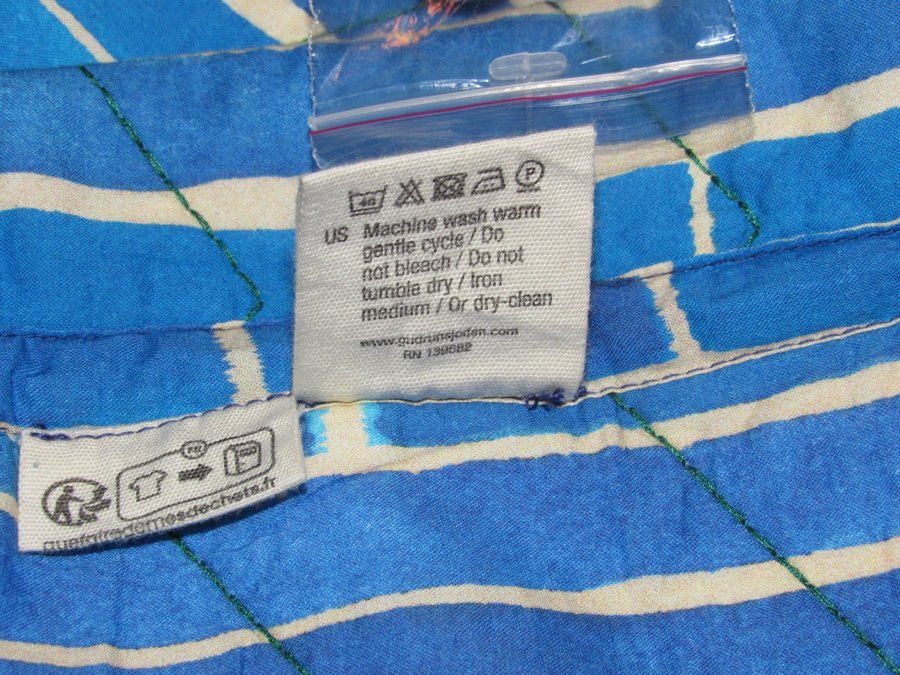 40
P
US Machine wash warm
gentle cycle / Do
not bleach / Do not
tumble dry / Iron
medium / Or dry-clean
www.gudrunsjoden.com
RN 139682
FR
quefairedemesdechets.fr